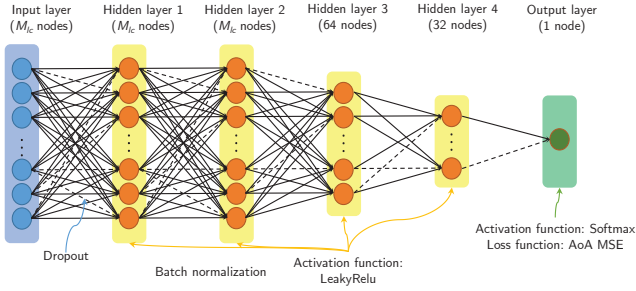 Input layer
(M_lc nodes)
Hidden layer 1
(M_lc nodes)
Hidden layer 2
(M_lc nodes)
Hidden layer 3
(64 nodes)
Hidden layer 4
(32 nodes)
Output layer
(1 node)
Dropout
Batch normalization
Activation function:
LeakyRelu
Activation function: Softmax
Loss function: AoA MSE